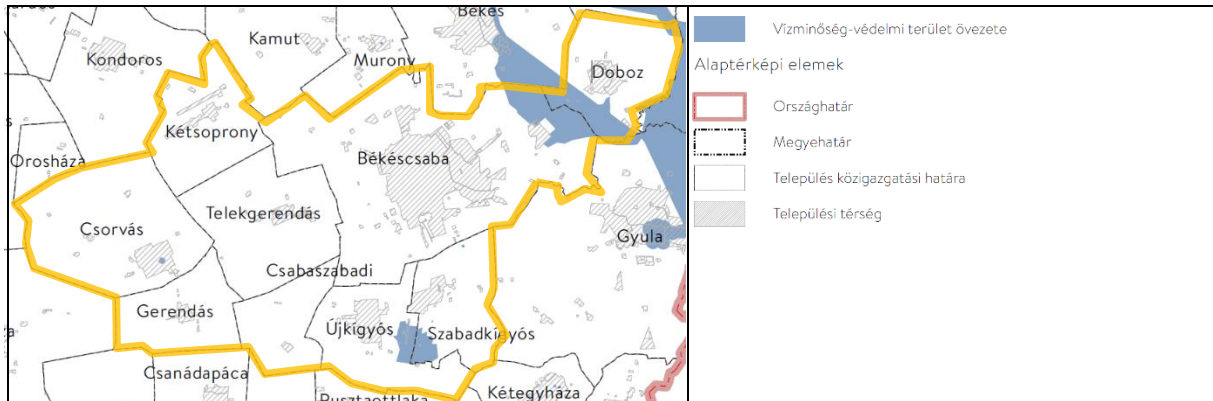 Békés
Kamut
Kondoros
Murony
Doboz
Kétsoprony
Orosháza
Békéscsaba
Telekgerendás
Csorvás
Gyula
Csabaszabadi
Gerendás
Újkígyós
Szabadkígyós
Csanádapáca
Kétegyháza
Pusztaottlaka
Vízminőség-védelmi terület övezete
Alaptérképi elemek
Országhatár
Megyehatár
Település közigazgatási határa
Települési térség